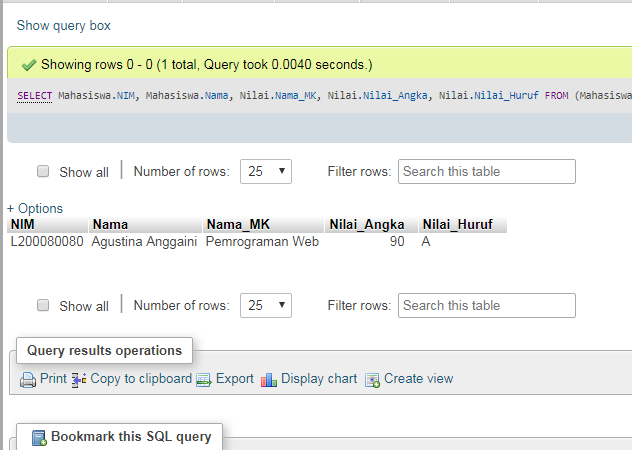 Show query box
Showing rows 0 - 0 (1 total, Query took 0.0040 seconds.)
SELECT Mahasiswa.NIM, Mahasiswa.Nama, Nilai.Nama_MK, Nilai.Nilai_Angka, Nilai.Nilai_Huruf FROM (Mahasiswa
Show all Number of rows: 25 Filter rows: Search this table
+ Options
NIM Nama Nama_MK Nilai_Angka Nilai_Huruf
L200080080 Agustina Anggaini Pemrograman Web 90 A
Show all Number of rows: 25 Filter rows: Search this table
Query results operations
Print Copy to clipboard Export Display chart Create view
Bookmark this SQL query